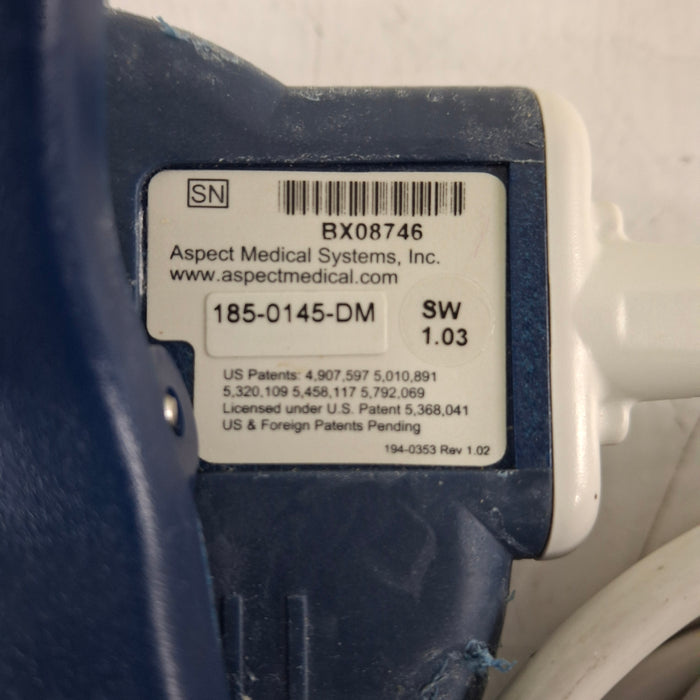 SN
BX08746
Aspect Medical Systems, Inc.
www.aspectmedical.com
185-0145-DM
SW
1.03
US Patents: 4,907,597 5,010,891
5,320,109 5,458,117 5,792,069
Licensed under U.S. Patent 5,368,041
US & Foreign Patents Pending
194-0353 Rev 1.02